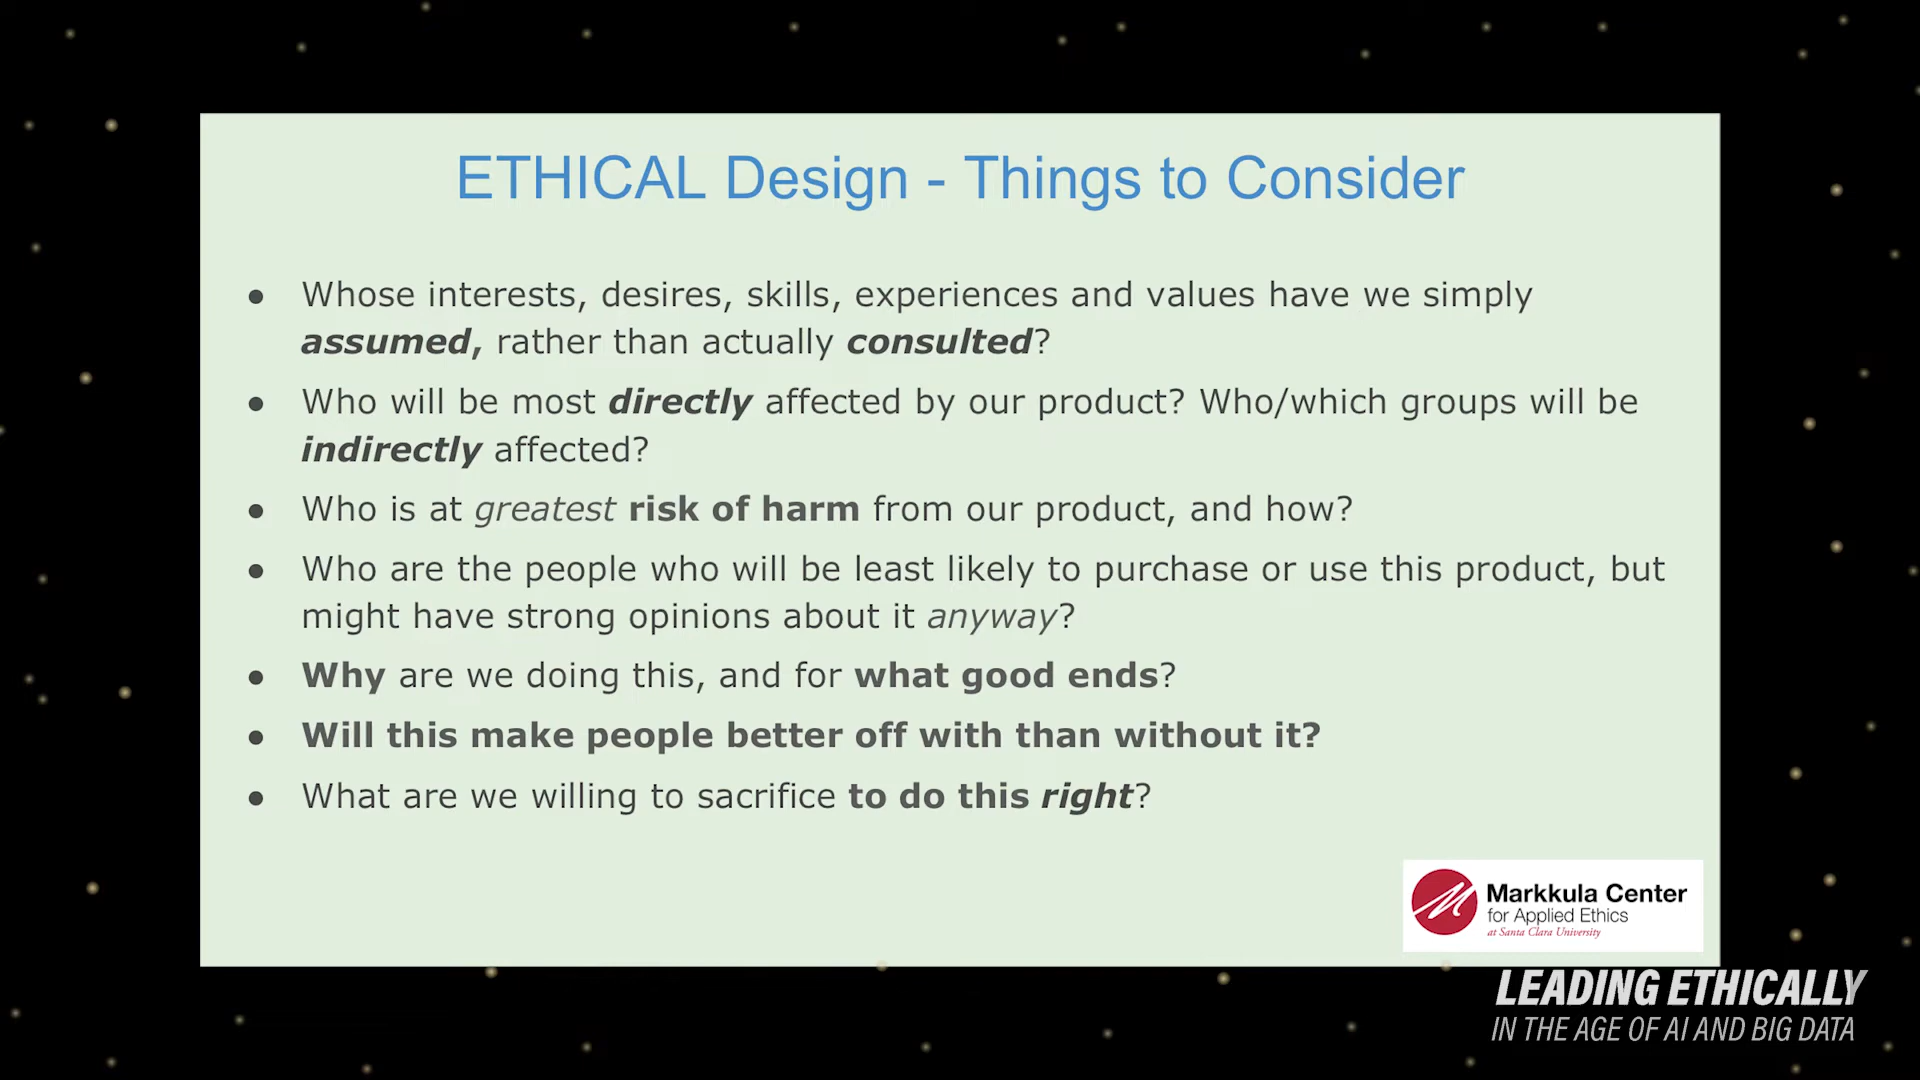 ETHICAL Design - Things to Consider
● Whose interests, desires, skills, experiences and values have we simply
assumed, rather than actually consulted?
● Who will be most directly affected by our product? Who/which groups will be
indirectly affected?
● Who is at greatest risk of harm from our product, and how?
● Who are the people who will be least likely to purchase or use this product, but
might have strong opinions about it anyway?
● Why are we doing this, and for what good ends?
● Will this make people better off with than without it?
● What are we willing to sacrifice to do this right?
Markkula Center
for Applied Ethics
at Santa Clara University
LEADING ETHICALLY
IN THE AGE OF AI AND BIG DATA